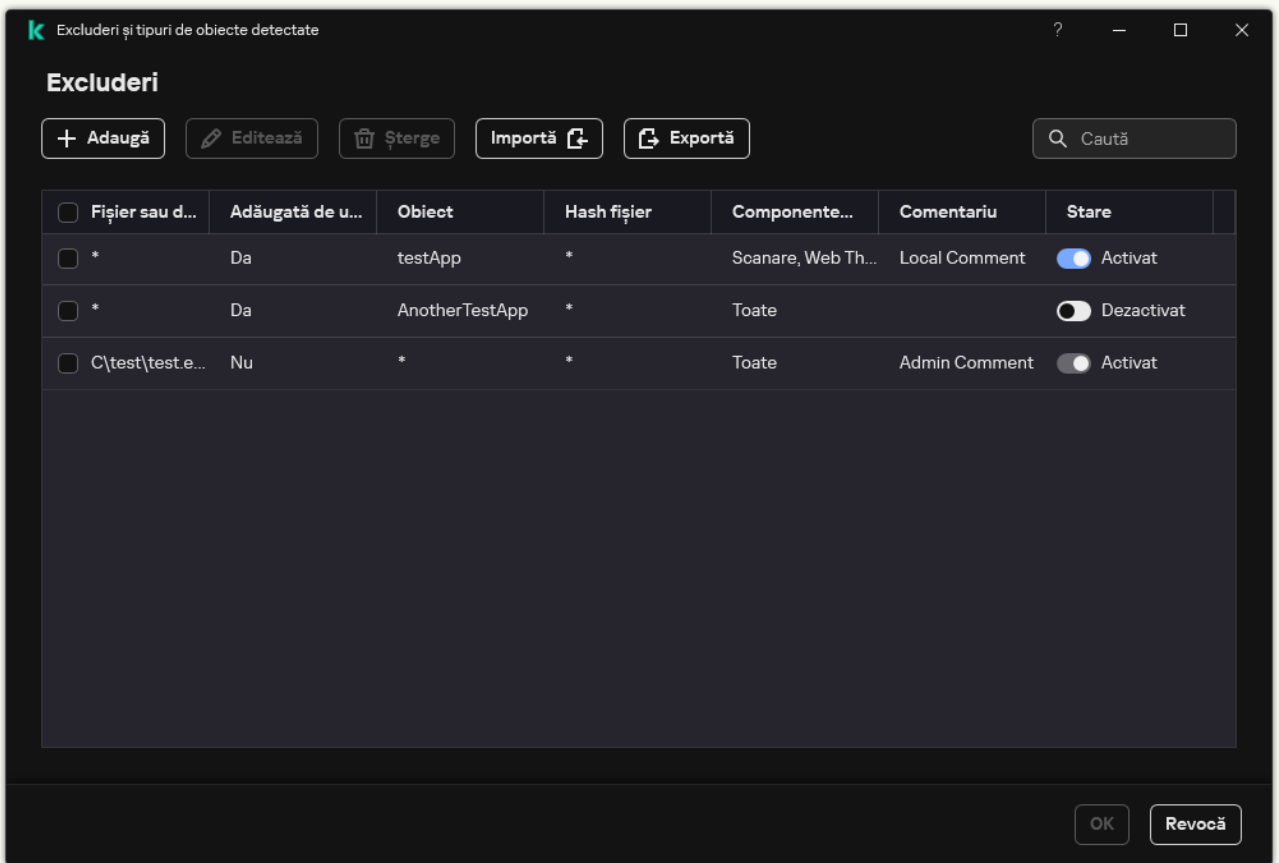 Excluderi și tipuri de obiecte detectate ?
Excluderi
Adaugă Editează Șterge Importă Exportă Caută
Fișier sau d... Adăugată de u... Obiect Hash fișier Componente... Comentariu Stare
* Da testApp * Scanare, Web Th... Local Comment Activat
* Da AnotherTestApp * Toate Dezactivat
C\test\test.e... Nu * * Toate Admin Comment Activat
OK Revocă